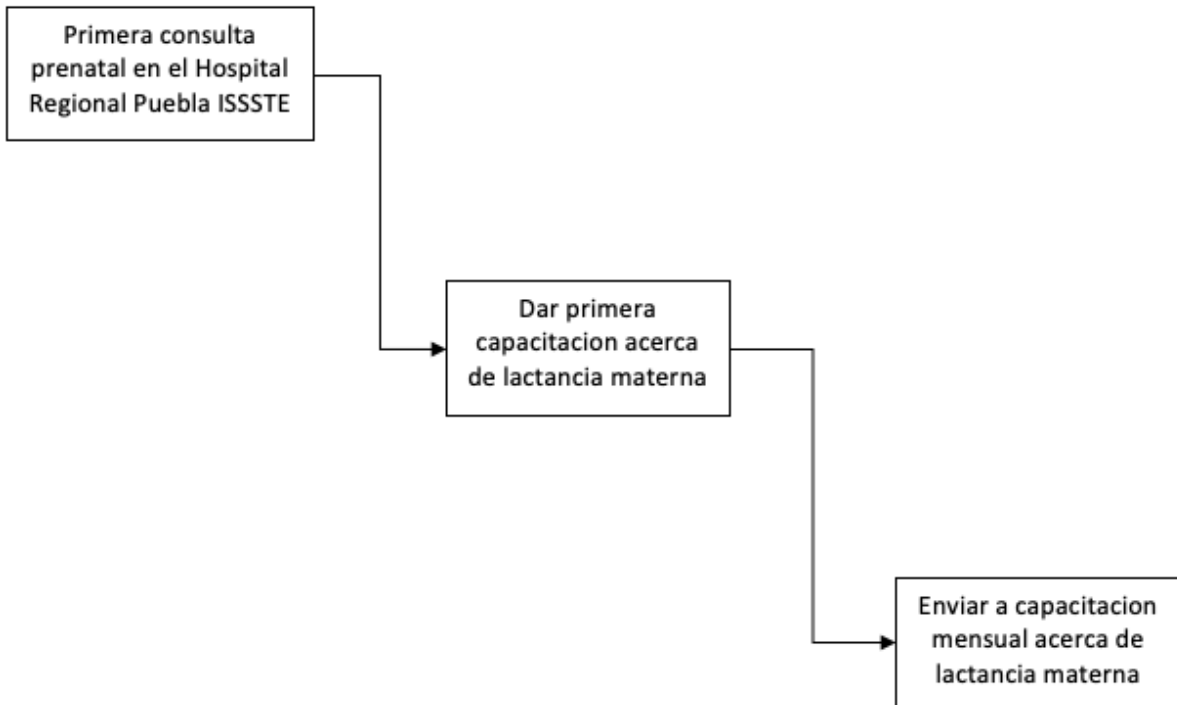 Primera consulta
prenatal en el Hospital
Regional Puebla ISSSTE
Dar primera
capacitacion acerca
de lactancia materna
Enviar a capacitacion
mensual acerca de
lactancia materna